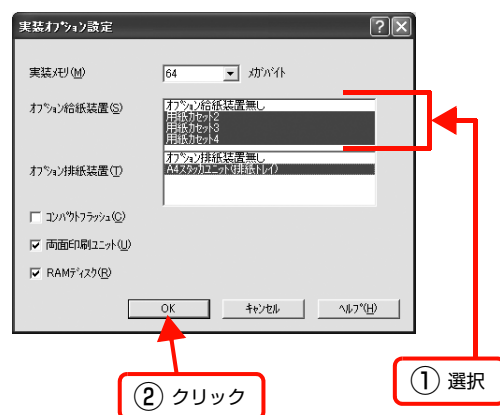 実装ｵﾌﾟｼｮﾝ設定
実装ﾒﾓﾘ(M)
64
ﾒｶﾞﾊﾞｲﾄ
ｵﾌﾟｼｮﾝ給紙装置(S)
ｵﾌﾟｼｮﾝ給紙装置無し
用紙ｶｾｯﾄ2
用紙ｶｾｯﾄ3
用紙ｶｾｯﾄ4
ｵﾌﾟｼｮﾝ排紙装置(T)
ｵﾌﾟｼｮﾝ排紙装置無し
A4ｽﾀｯｶﾕﾆｯﾄ(排紙ﾄﾚｲ)
ｺﾝﾊﾟｸﾄﾌﾗｯｼｭ(C)
両面印刷ﾕﾆｯﾄ(U)
RAMﾃﾞｨｽｸ(R)
OK
ｷｬﾝｾﾙ
ﾍﾙﾌﾟ(H)
① 選択
② クリック